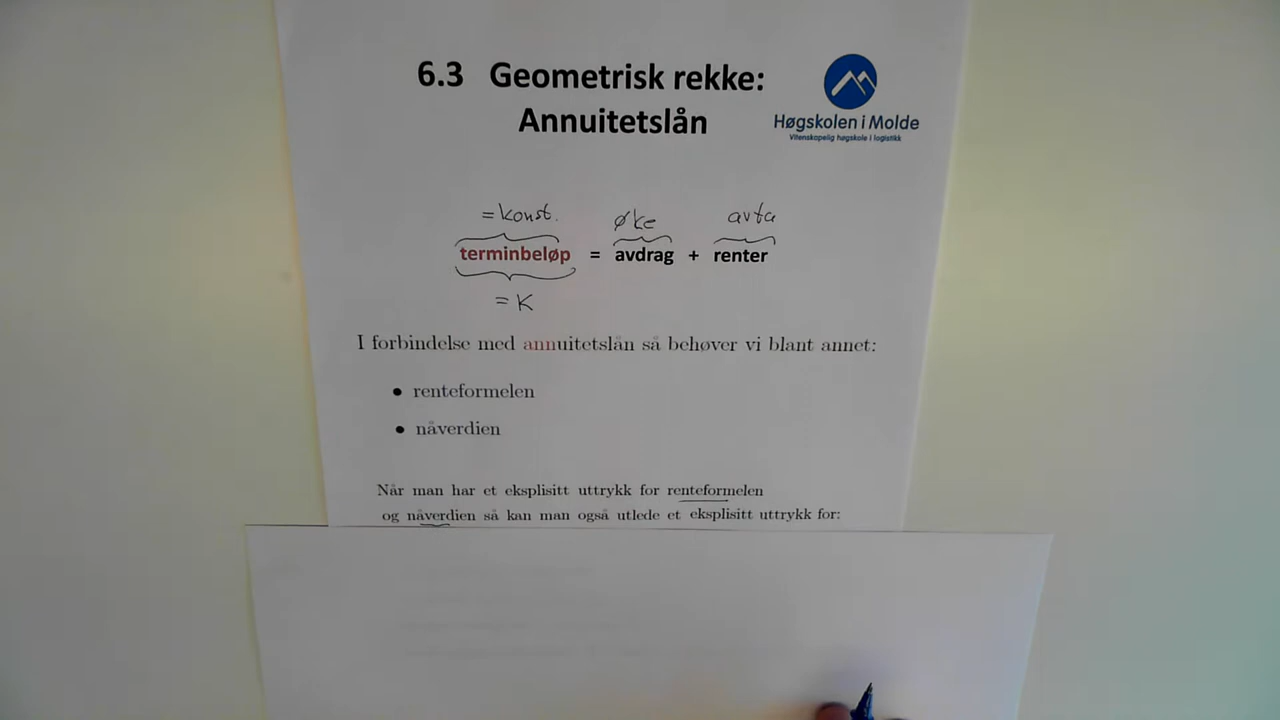 6.3 Geometrisk rekke:
Annuitetslån
Høgskolen i Molde
Vitenskapelig høgskole i logistikk
=konst. øke avta
terminbeløp = avdrag + renter
= K
I forbindelse med annuitetslån så behøver vi blant annet:
• renteformelen
• nåverdien
Når man har et eksplisitt uttrykk for renteformelen
og nåverdien så kan man også utlede et eksplisitt uttrykk for: